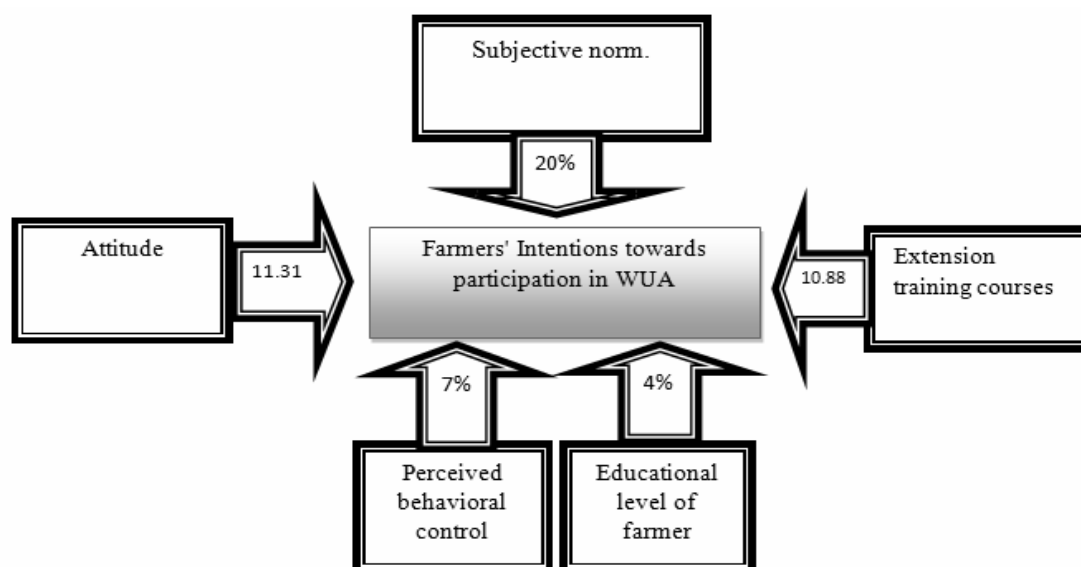 Subjective norm.
20%
Attitude
11.31
Farmers' Intentions towards
participation in WUA
10.88
Extension
training courses
7%
4%
Perceived
behavioral
control
Educational
level of
farmer